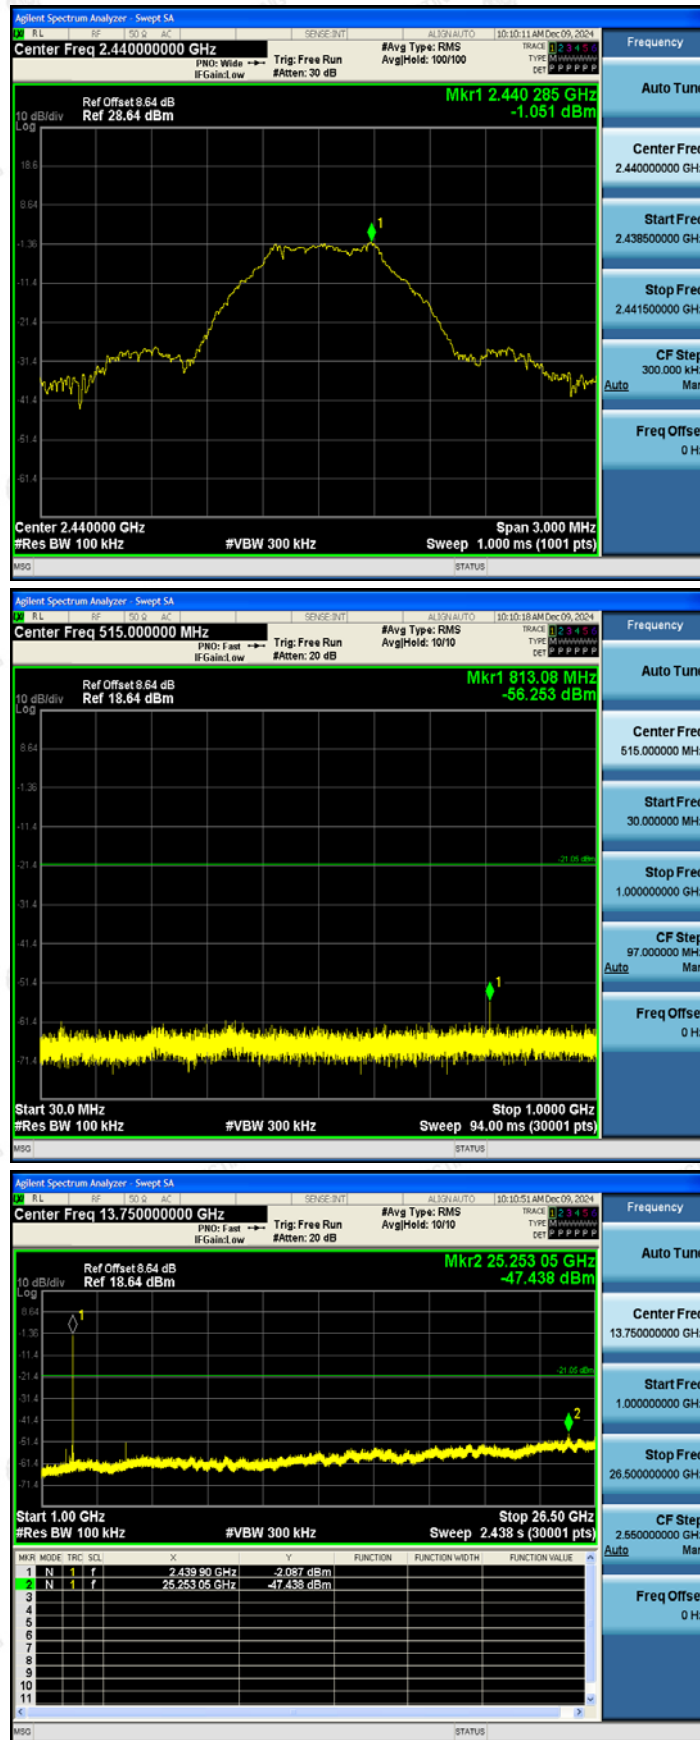 Agilent Spectrum Analyzer - Swept SA
RL RF 50 Ω AC SENSE:INT ALIGN AUTO 10:10:11 AM Dec 09, 2024
Center Freq 2.440000000 GHz
PNO: Wide
IFGain:Low
Trig: Free Run
#Atten: 30 dB
#Avg Type: RMS
Avg|Hold: 100/100
TRACE 1 2 3 4 5 6
TYPE M
DET P P P P P P
Frequency
Auto Tune
Center Freq
2.440000000 GHz
Start Freq
2.438500000 GHz
Stop Freq
2.441500000 GHz
CF Step
300.000 kHz
Auto Man
Freq Offset
0 Hz
Mkr1 2.440 285 GHz
-1.051 dBm
Ref Offset 8.64 dB
10 dB/div Ref 28.64 dBm
Log
18.6
8.64
-1.36
-11.4
-21.4
-31.4
-41.4
-51.4
-61.4
1
Center 2.440000 GHz Span 3.000 MHz
#Res BW 100 kHz #VBW 300 kHz Sweep 1.000 ms (1001 pts)
MSG STATUS
Agilent Spectrum Analyzer - Swept SA
RL RF 50 Ω AC SENSE:INT ALIGN AUTO 10:10:18 AM Dec 09, 2024
Center Freq 515.000000 MHz
PNO: Fast
IFGain:Low
Trig: Free Run
#Atten: 20 dB
#Avg Type: RMS
Avg|Hold: 10/10
TRACE 1 2 3 4 5 6
TYPE M
DET P P P P P P
Frequency
Auto Tune
Center Freq
515.000000 MHz
Start Freq
30.000000 MHz
Stop Freq
1.000000000 GHz
CF Step
97.000000 MHz
Auto Man
Freq Offset
0 Hz
Mkr1 813.08 MHz
-56.253 dBm
Ref Offset 8.64 dB
10 dB/div Ref 18.64 dBm
Log
8.64
-1.36
-11.4
-21.4
-31.4
-41.4
-51.4
-61.4
-71.4
-21.05 dBm
1
Start 30.0 MHz Stop 1.0000 GHz
#Res BW 100 kHz #VBW 300 kHz Sweep 94.00 ms (30001 pts)
MSG STATUS
Agilent Spectrum Analyzer - Swept SA
RL RF 50 Ω AC SENSE:INT ALIGN AUTO 10:10:51 AM Dec 09, 2024
Center Freq 13.750000000 GHz
PNO: Fast
IFGain:Low
Trig: Free Run
#Atten: 20 dB
#Avg Type: RMS
Avg|Hold: 10/10
TRACE 1 2 3 4 5 6
TYPE M
DET P P P P P P
Frequency
Auto Tune
Center Freq
13.750000000 GHz
Start Freq
1.000000000 GHz
Stop Freq
26.500000000 GHz
CF Step
2.550000000 GHz
Auto Man
Freq Offset
0 Hz
Mkr2 25.253 05 GHz
-47.438 dBm
Ref Offset 8.64 dB
10 dB/div Ref 18.64 dBm
Log
8.64
-1.36
-11.4
-21.4
-31.4
-41.4
-51.4
-61.4
-71.4
-21.05 dBm
1
2
Start 1.00 GHz Stop 26.50 GHz
#Res BW 100 kHz #VBW 300 kHz Sweep 2.438 s (30001 pts)
MKR MODE TRC SCL X Y FUNCTION FUNCTION WIDTH FUNCTION VALUE
1 N 1 f 2.439 90 GHz -2.087 dBm
2 N 1 f 25.253 05 GHz -47.438 dBm
3
4
5
6
7
8
9
10
11
MSG STATUS